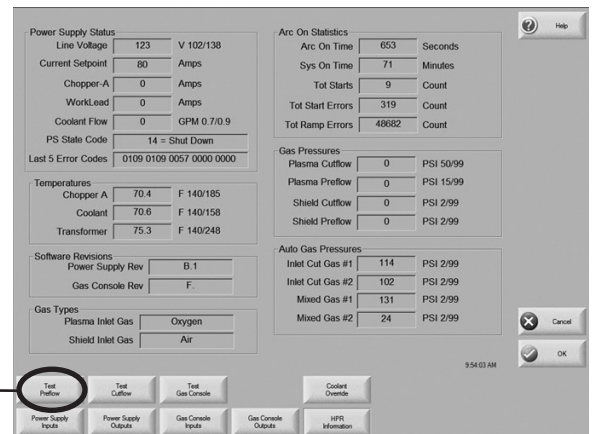 Power Supply Status
Line Voltage 123 V 102/138
Current Setpoint 80 Amps
Chopper-A 0 Amps
WorkLead 0 Amps
Coolant Flow 0 GPM 0.7/0.9
PS State Code 14 = Shut Down
Last 5 Error Codes 0109 0109 0057 0000 0000
Temperatures
Chopper A 70.4 F 140/185
Coolant 70.6 F 140/158
Transformer 75.3 F 140/248
Software Revisions
Power Supply Rev B.1
Gas Console Rev F.
Gas Types
Plasma Inlet Gas Oxygen
Shield Inlet Gas Air
Arc On Statistics
Arc On Time 653 Seconds
Sys On Time 71 Minutes
Tot Starts 9 Count
Tot Start Errors 319 Count
Tot Ramp Errors 48682 Count
Gas Pressures
Plasma Cutflow 0 PSI 50/99
Plasma Preflow 0 PSI 15/99
Shield Cutflow 0 PSI 2/99
Shield Preflow 0 PSI 2/99
Auto Gas Pressures
Inlet Cut Gas #1 114 PSI 2/99
Inlet Cut Gas #2 102 PSI 2/99
Mixed Gas #1 131 PSI 2/99
Mixed Gas #2 24 PSI 2/99
Help
Cancel
OK
9:54:03 AM
Test Preflow
Test Cutflow
Test Gas Console
Coolant Override
Power Supply Inputs
Power Supply Outputs
Gas Console Inputs
Gas Console Outputs
HPR Information